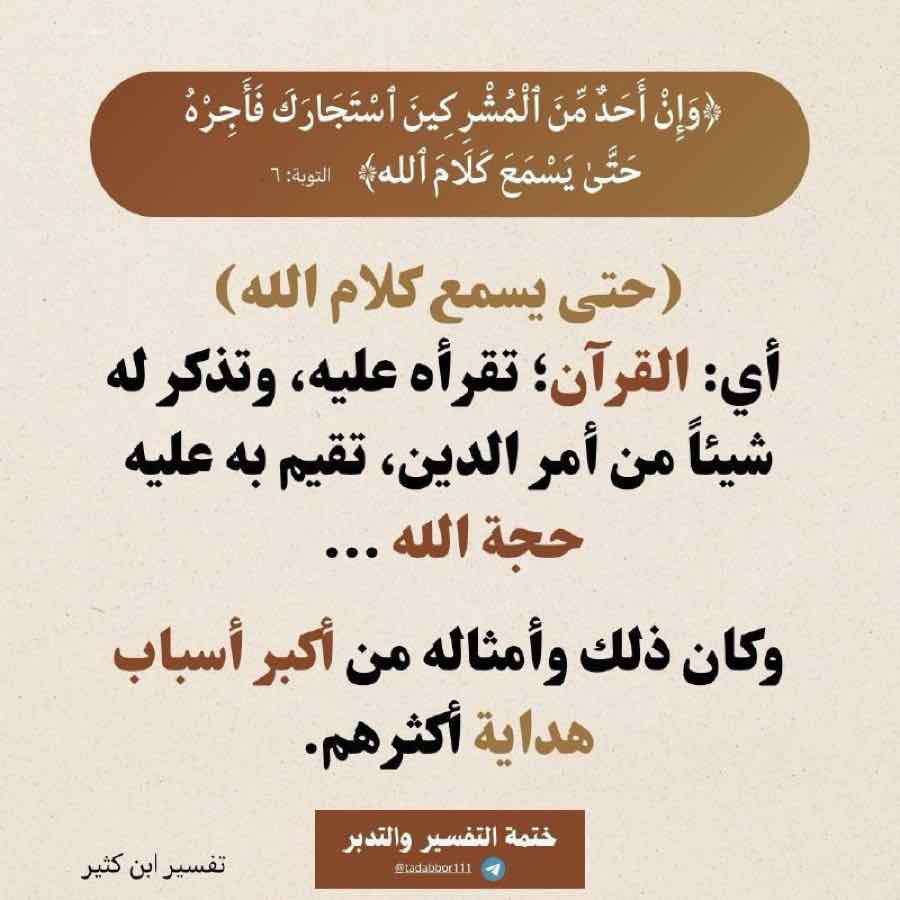 ﴿وَإِنْ أَحَدٌ مِّنَ ٱلْمُشْرِكِينَ ٱسْتَجَارَكَ فَأَجِرْهُ
حَتَّىٰ يَسْمَعَ كَلَامَ ٱلله﴾ التوبة: ٦
(حتى يسمع كلام الله)
أي: القرآن؛ تقرأه عليه، وتذكر له
شيئاً من أمر الدين، تقيم به عليه
حجة الله ...
وكان ذلك وأمثاله من أكبر أسباب
هداية أكثرهم.
ختمة التفسير والتدبر
@tadabbor111
تفسير ابن كثير